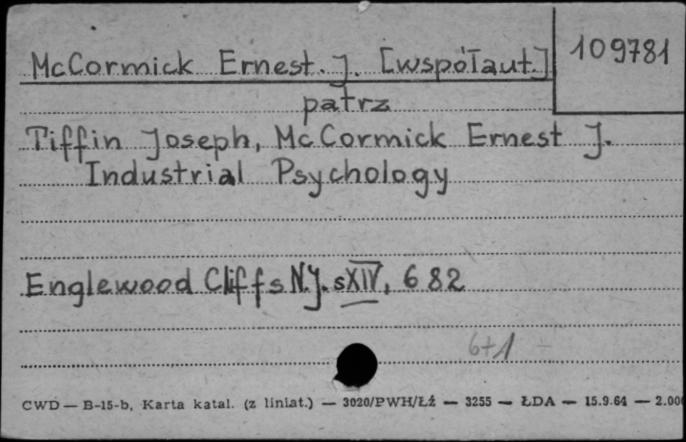 McCormick Ernest. J. [współaut.] 109781
patrz
Tiffin Joseph, McCormick Ernest J.
Industrial Psychology
Englewood Cliffs N.J. s XIV, 682
6+1
CWD — B-15-b, Karta katal. (z liniat.) — 3020/PWH/Łź — 3255 — ŁDA — 15.9.64 — 2.00